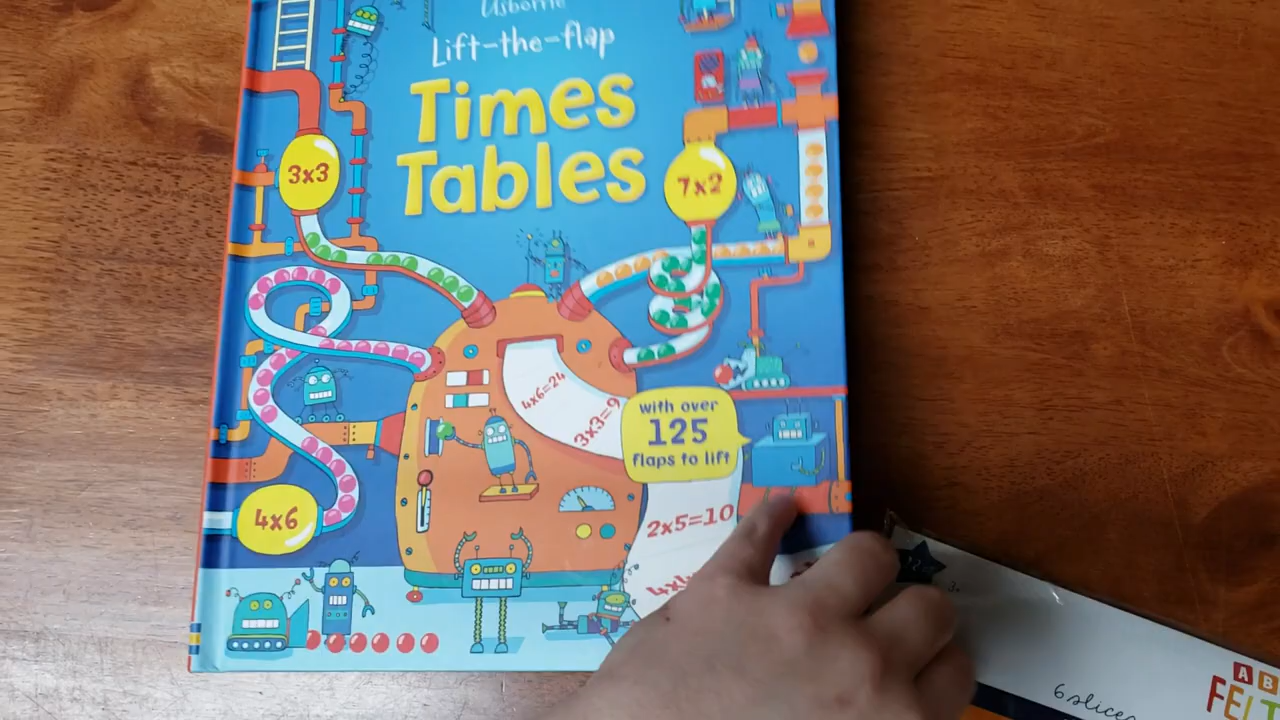 Usborne
Lift-the-flap
Times
Tables
3x3
7x2
4x6=24
3x3=9
with over
125
flaps to lift
4x6
2x5=10
6 slices
A B
FELT